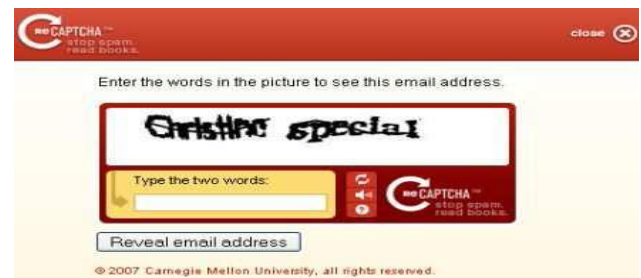 reCAPTCHA™
stop spam.
read books.
close
Enter the words in the picture to see this email address.
special
Type the two words:
reCAPTCHA™
stop spam.
read books.
Reveal email address
© 2007 Carnegie Mellon University, all rights reserved.